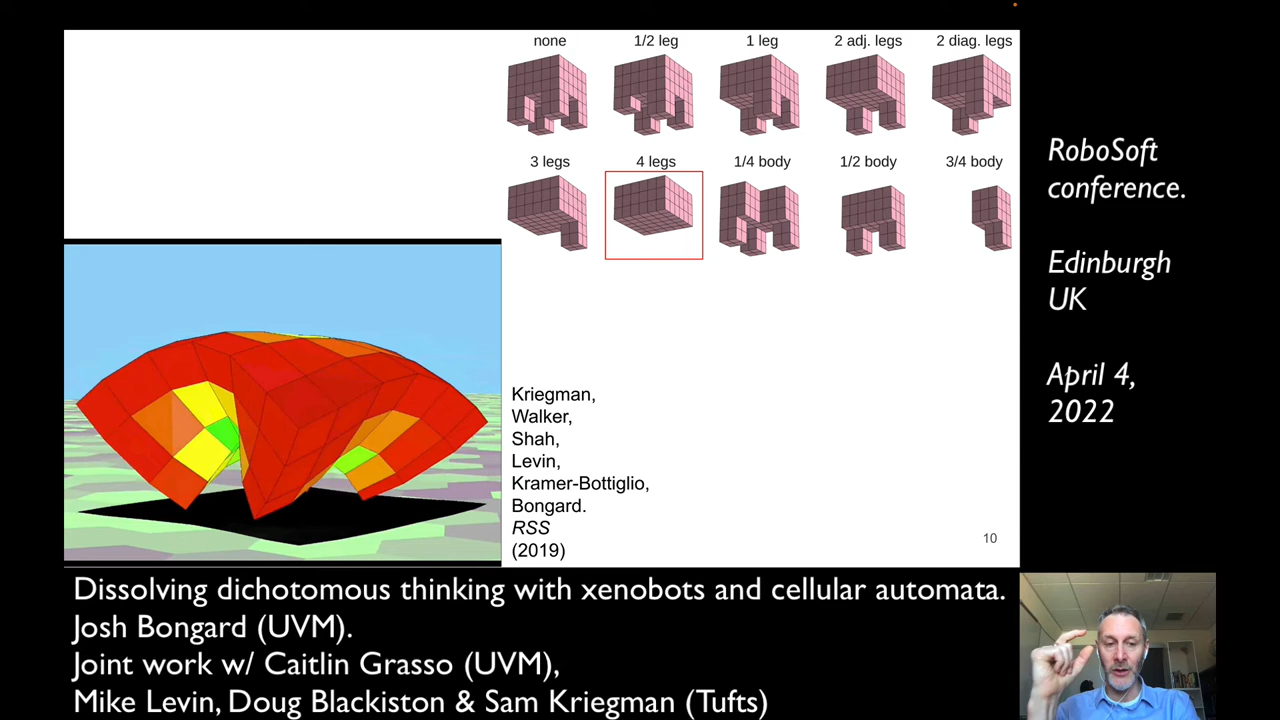 none
1/2 leg
1 leg
2 adj. legs
2 diag. legs
3 legs
4 legs
1/4 body
1/2 body
3/4 body
Kriegman,
Walker,
Shah,
Levin,
Kramer-Bottiglio,
Bongard.
RSS
(2019)
10
RoboSoft
conference.
Edinburgh
UK
April 4,
2022
Dissolving dichotomous thinking with xenobots and cellular automata.
Josh Bongard (UVM).
Joint work w/ Caitlin Grasso (UVM),
Mike Levin, Doug Blackiston & Sam Kriegman (Tufts)